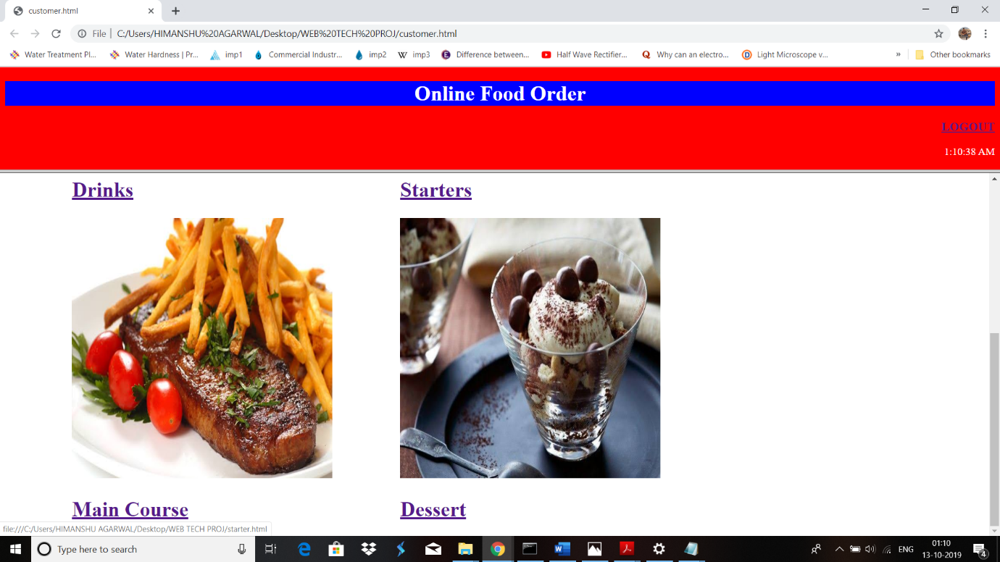 customer.html
File | C:/Users/HIMANSHU%20AGARWAL/Desktop/WEB%20TECH%20PROJ/customer.html
Water Treatment Pl... Water Hardness | Pr... imp1 Commercial Industr... imp2 W imp3 Difference between... Half Wave Rectifier... Why can an electro... Light Microscope v... » Other bookmarks
Online Food Order
LOGOUT
1:10:38 AM
Drinks Starters
Main Course Dessert
file:///C:/Users/HIMANSHU AGARWAL/Desktop/WEB TECH PROJ/starter.html
Type here to search ENG 01:10
13-10-2019 4